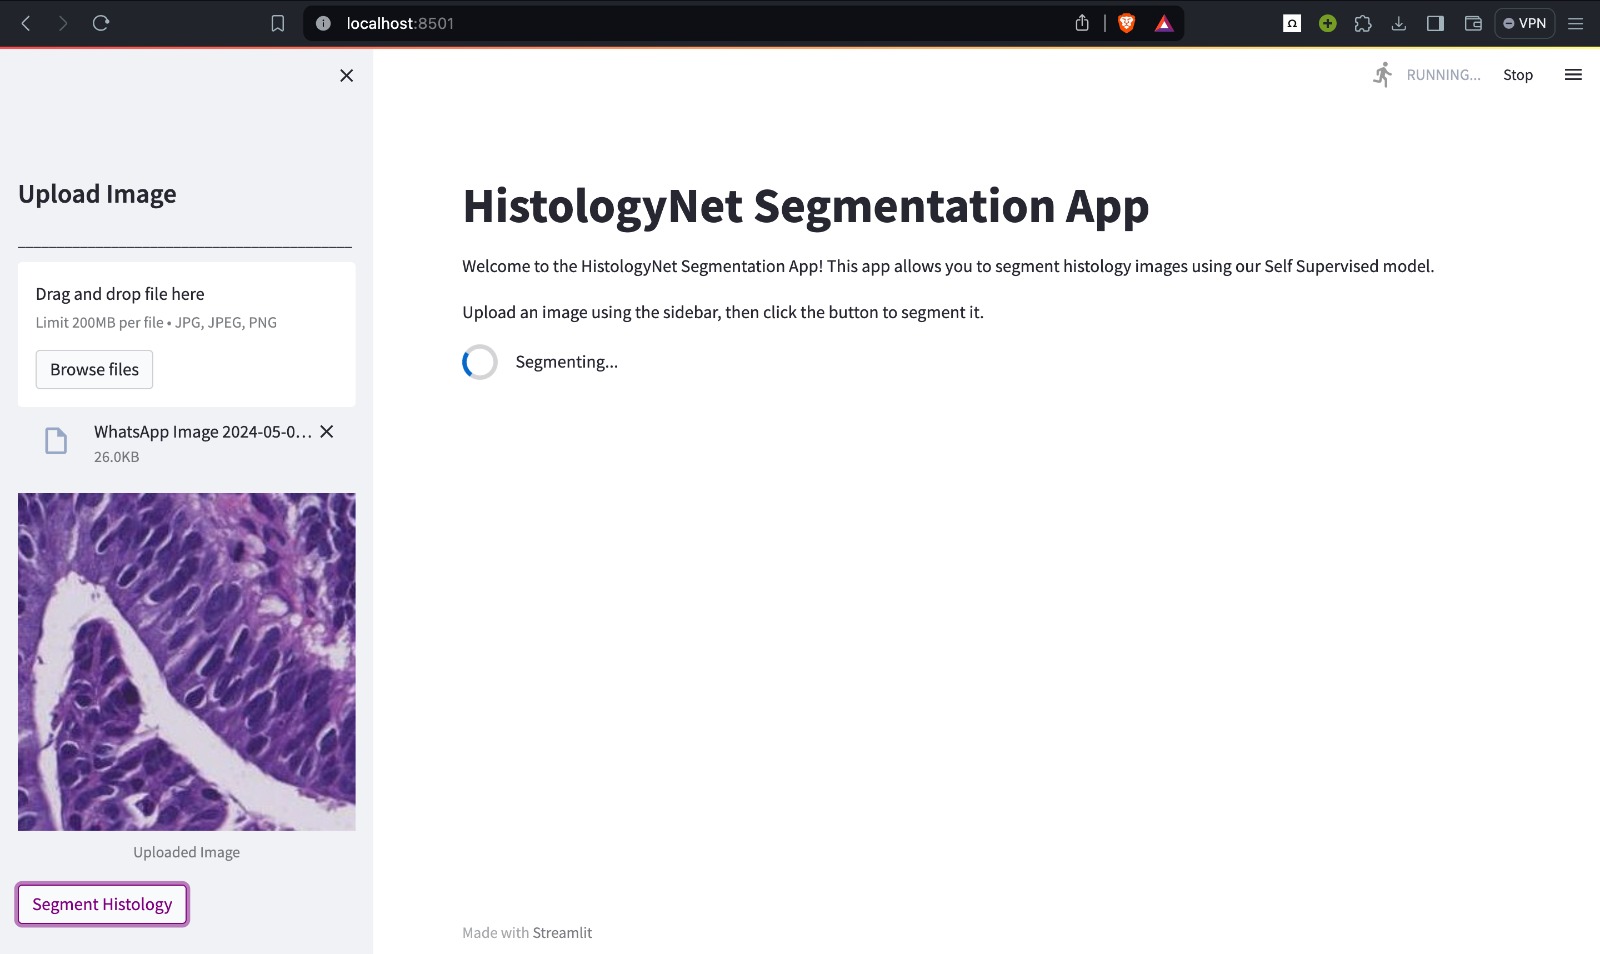 localhost:8501
VPN
RUNNING...
Stop
Upload Image
Drag and drop file here
Limit 200MB per file • JPG, JPEG, PNG
Browse files
WhatsApp Image 2024-05-0...
26.0KB
Uploaded Image
Segment Histology
HistologyNet Segmentation App
Welcome to the HistologyNet Segmentation App! This app allows you to segment histology images using our Self Supervised model.
Upload an image using the sidebar, then click the button to segment it.
Segmenting...
Made with Streamlit